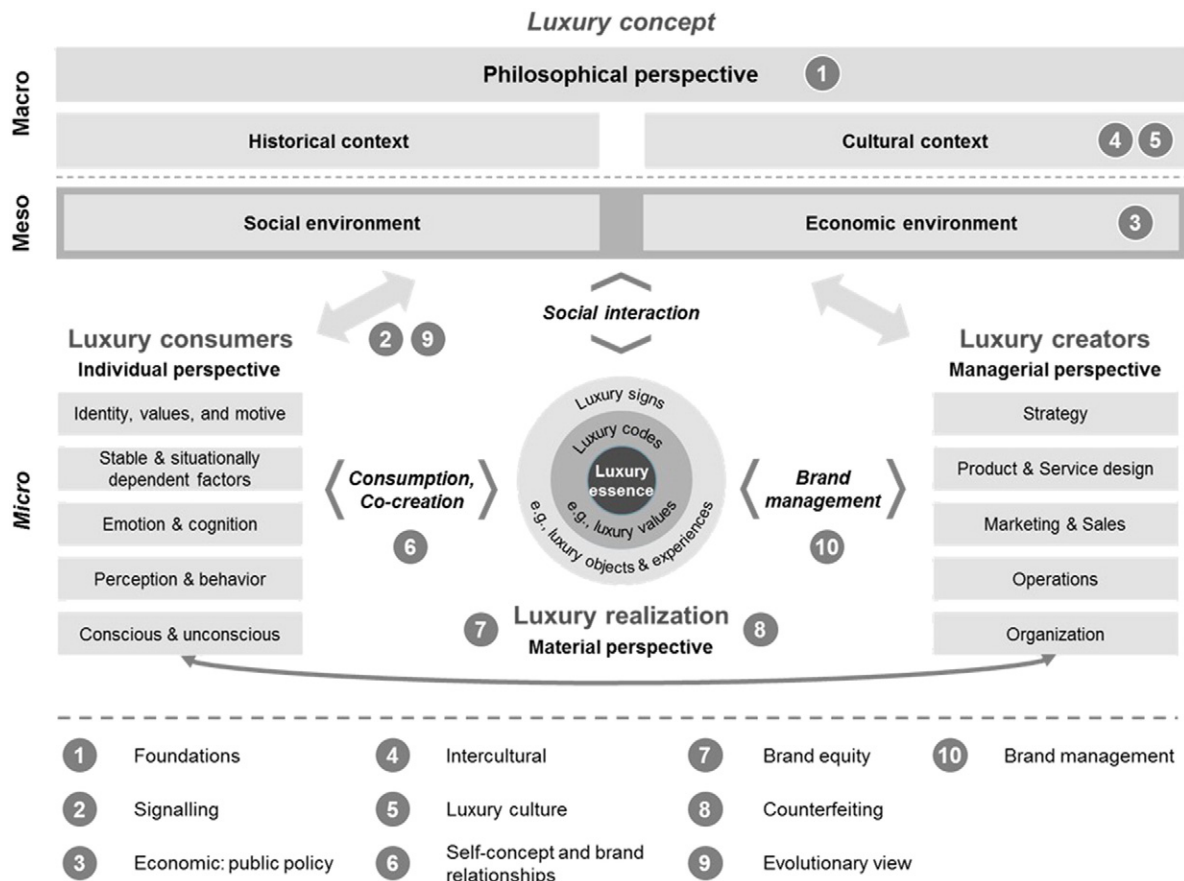 Luxury concept
Macro
Philosophical perspective 1
Historical context
Cultural context 4 5
Meso
Social environment
Economic environment 3
Social interaction
2 9
Luxury consumers
Individual perspective
Identity, values, and motive
Stable & situationally
dependent factors
Emotion & cognition
Perception & behavior
Conscious & unconscious
Micro
Consumption,
Co-creation
6
Luxury signs
Luxury codes
Luxury
essence
e.g., luxury values
e.g., luxury objects & experiences
7 Luxury realization 8
Material perspective
Brand
management
10
Luxury creators
Managerial perspective
Strategy
Product & Service design
Marketing & Sales
Operations
Organization
1 Foundations
2 Signalling
3 Economic: public policy
4 Intercultural
5 Luxury culture
6 Self-concept and brand
relationships
7 Brand equity
8 Counterfeiting
9 Evolutionary view
10 Brand management